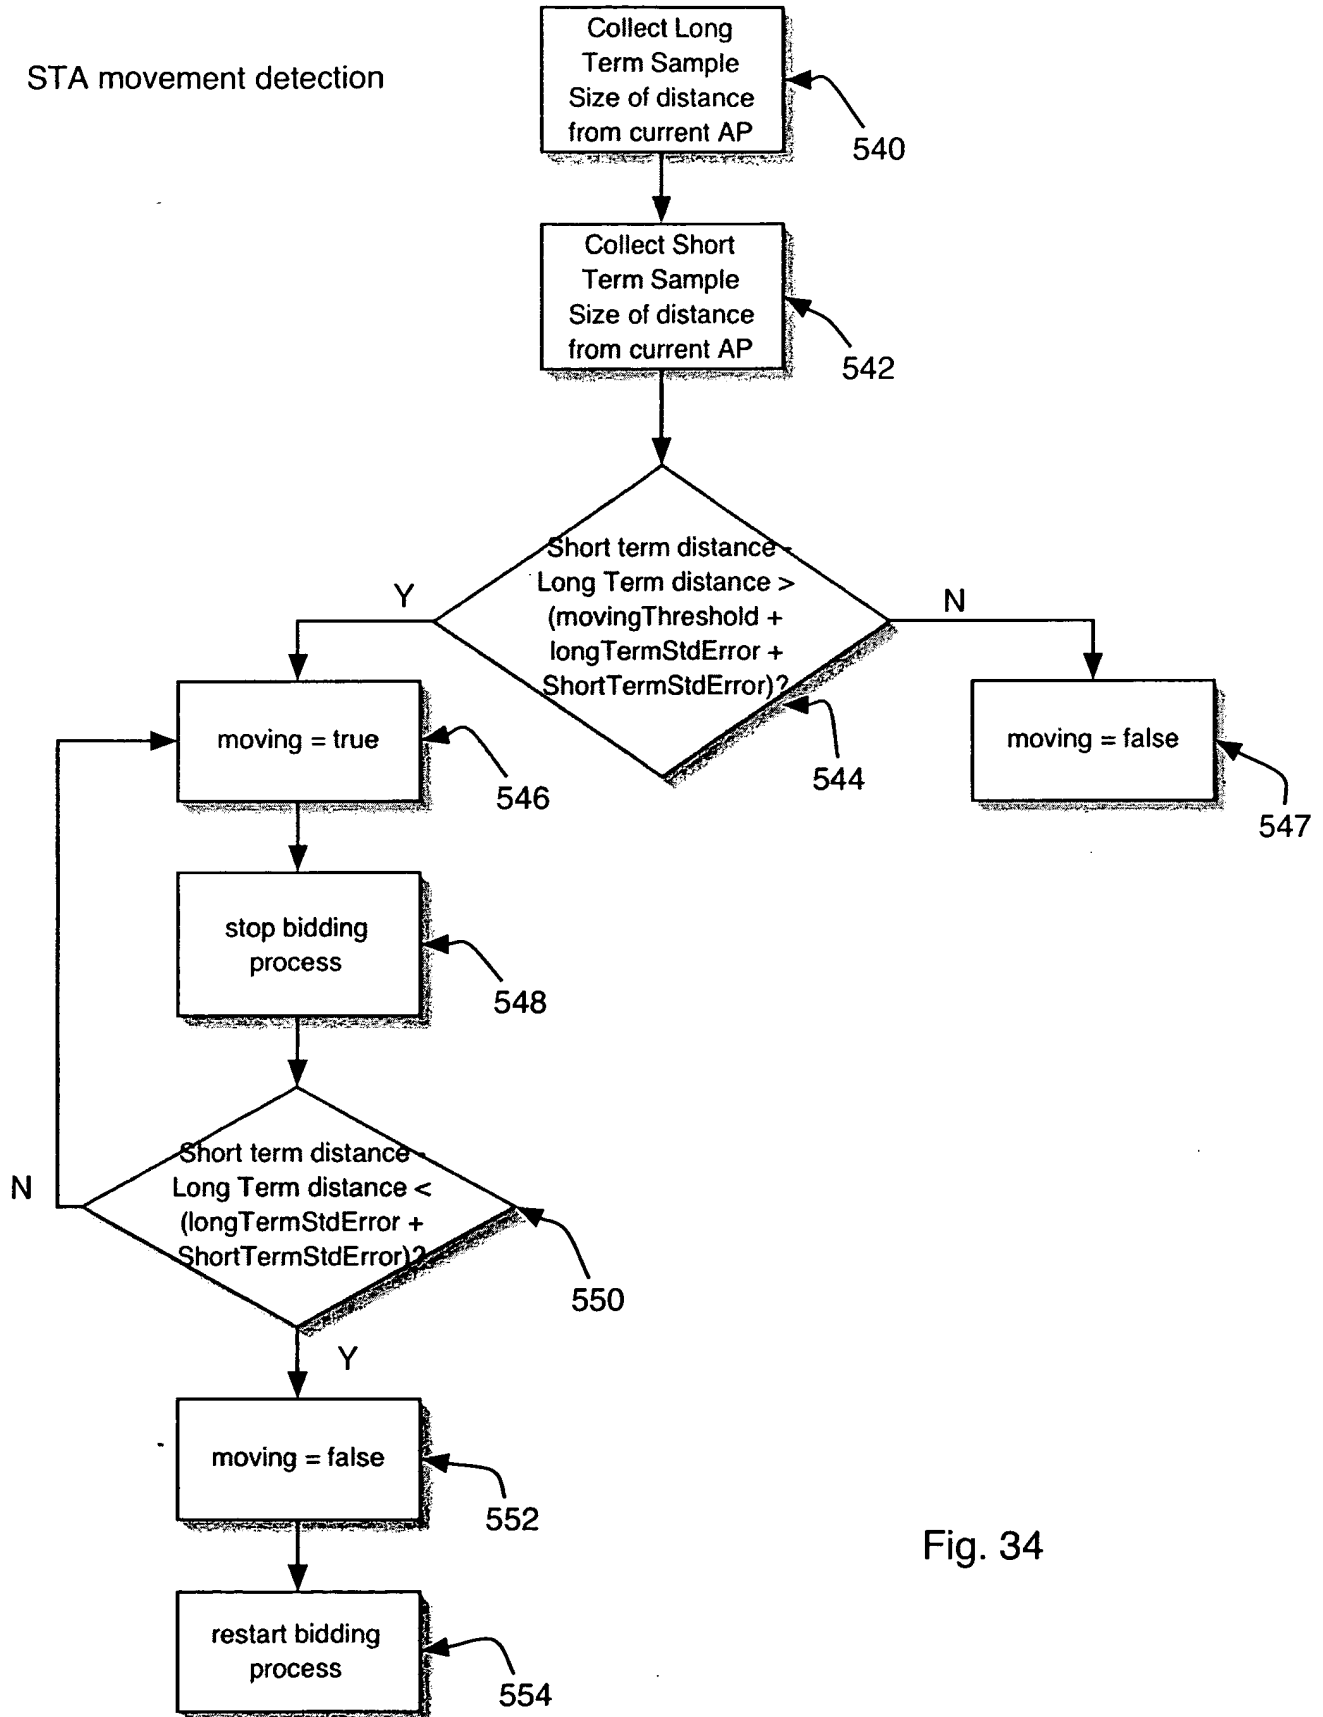 STA movement detection
Collect Long
Term Sample
Size of distance
from current AP
540
Collect Short
Term Sample
Size of distance
from current AP
542
Short term distance -
Long Term distance >
(movingThreshold +
longTermStdError +
ShortTermStdError)?
Y
N
544
moving = true
546
moving = false
547
stop bidding
process
548
Short term distance -
Long Term distance <
(longTermStdError +
ShortTermStdError)?
N
550
Y
moving = false
552
Fig. 34
restart bidding
process
554